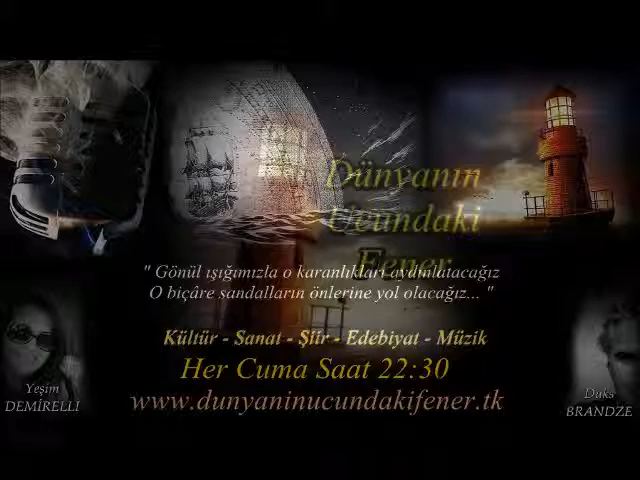 Dünyanın
Ucundaki
Fener
" Gönül ışığımızla o karanlıkları aydınlatacağız
O biçâre sandalların önlerine yol olacağız... "
Kültür - Sanat - Şiir - Edebiyat - Müzik
Her Cuma Saat 22:30
www.dunyaninucundakifener.tk
Yeşim
DEMİRELLI
Duks
BRANDZE